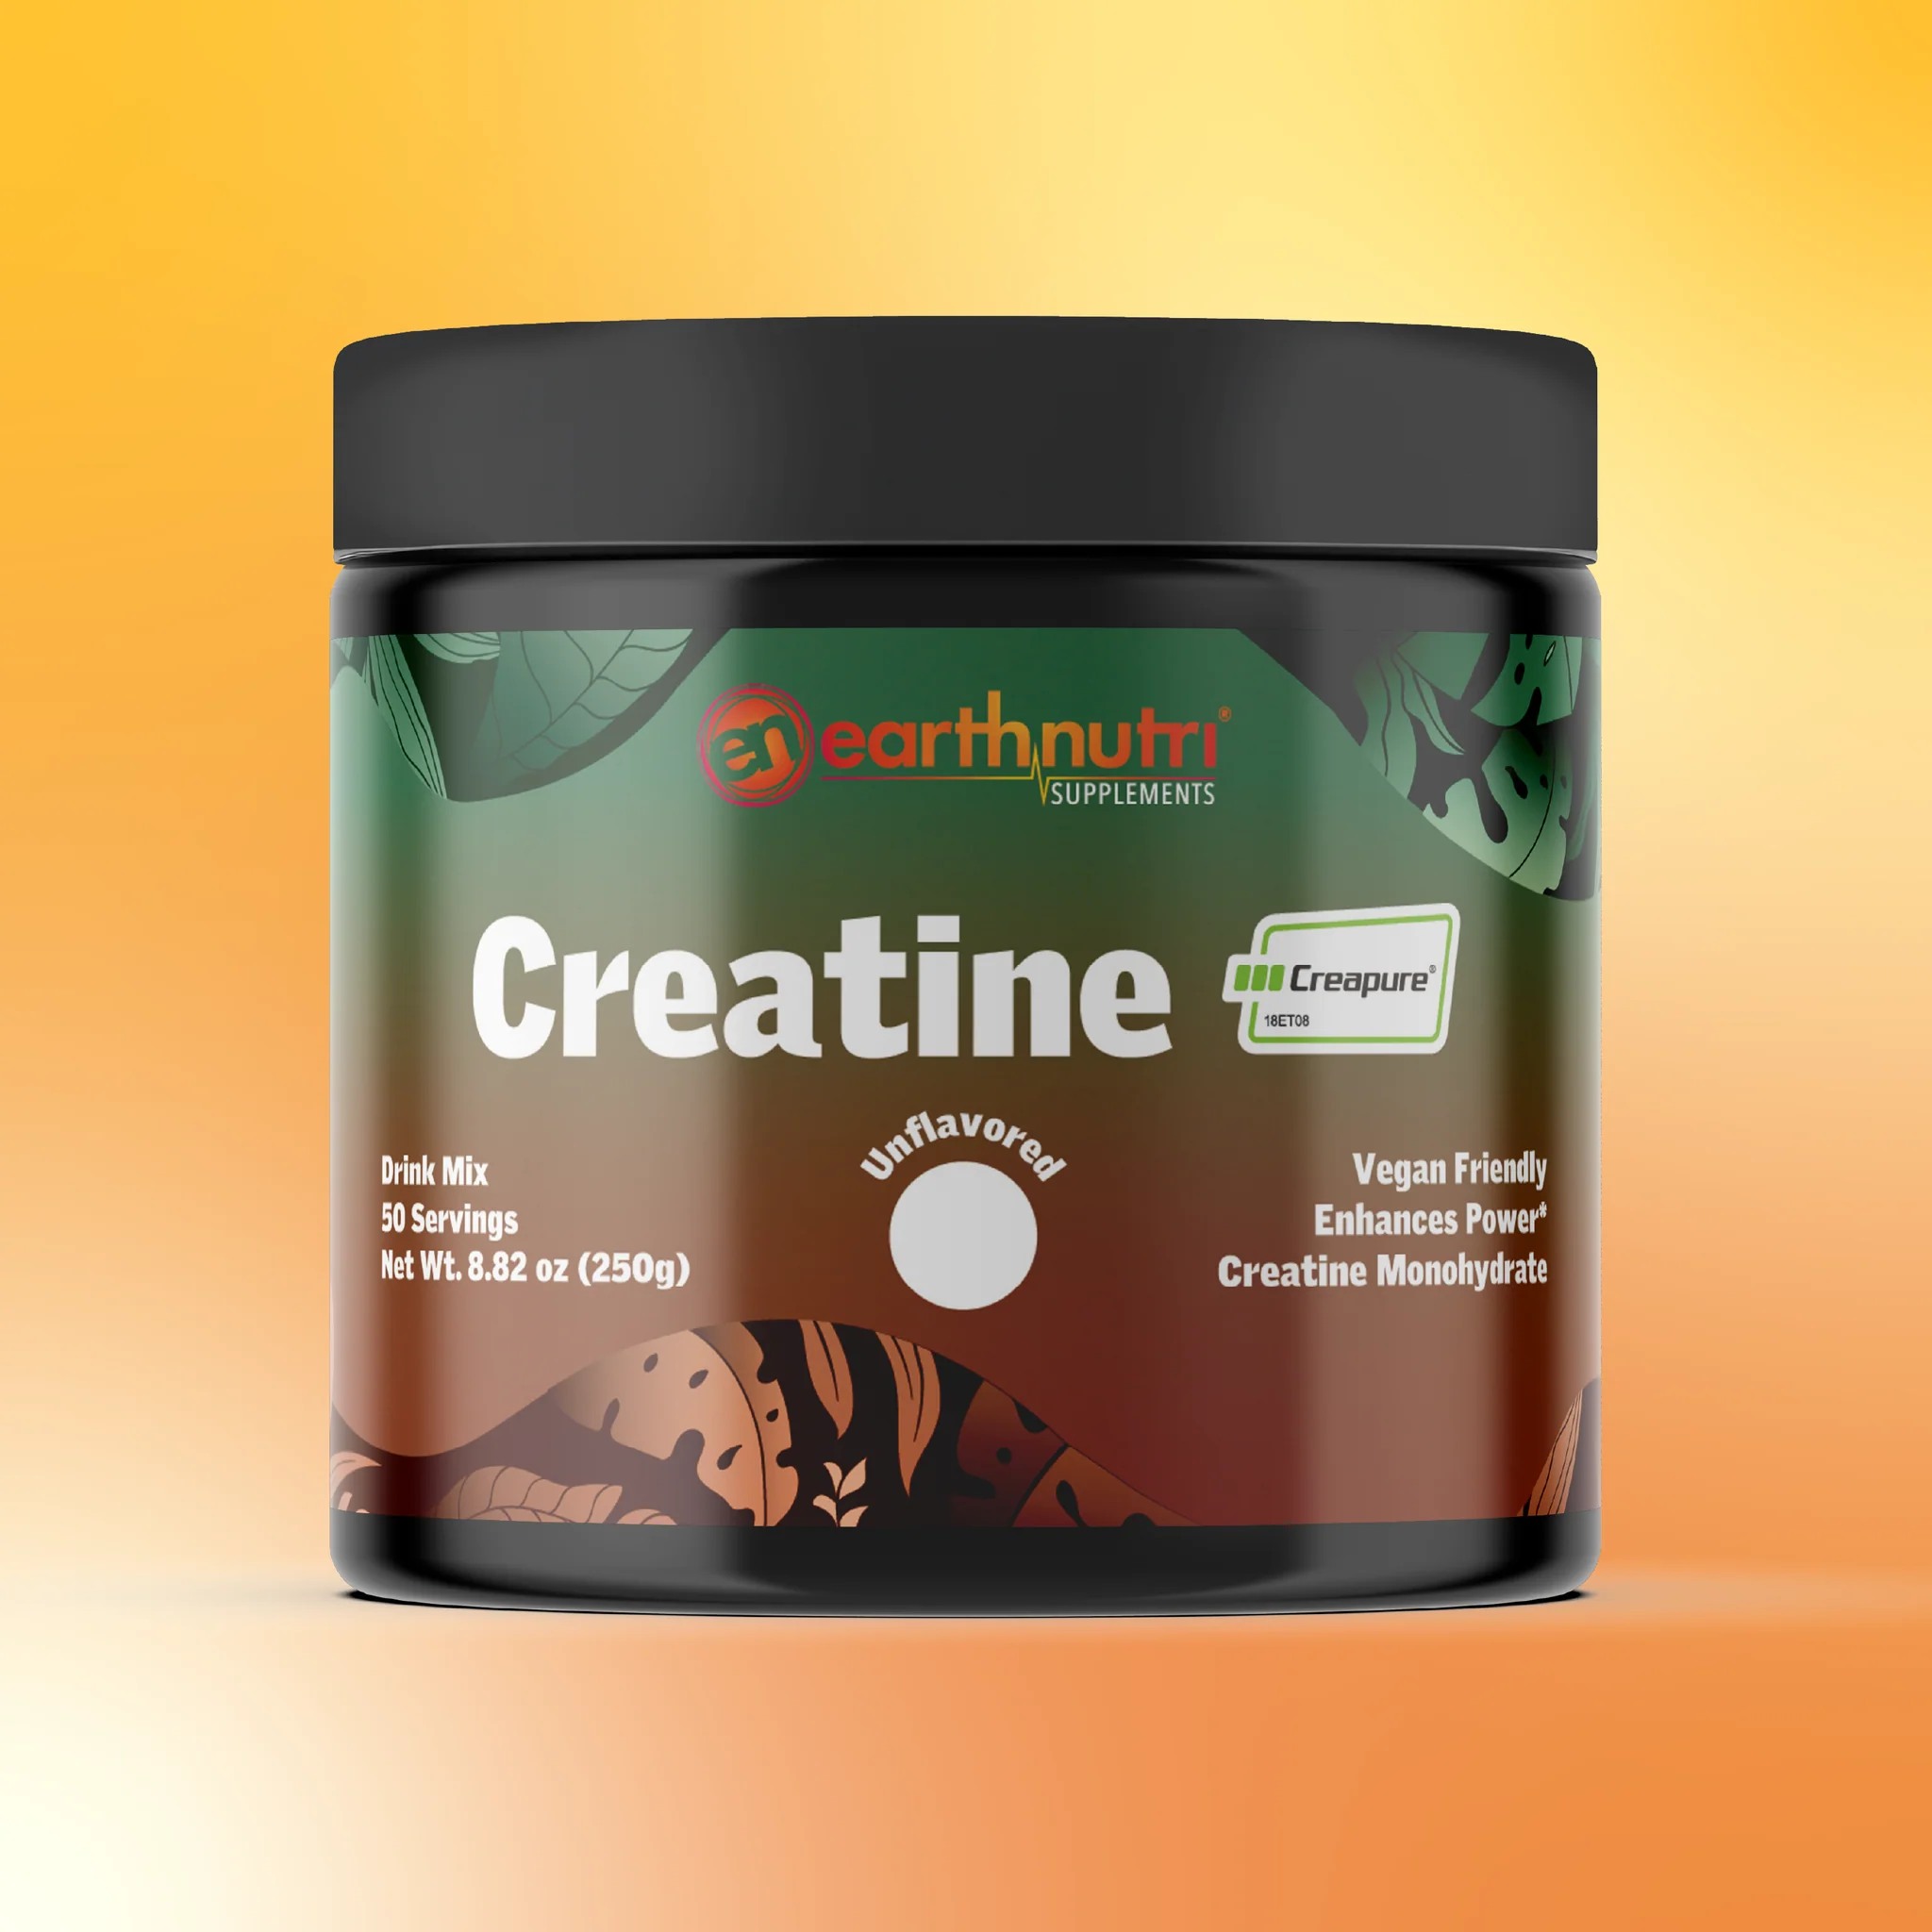 en earthnutri®
SUPPLEMENTS
Creatine
Creapure®
18ET08
Unflavored
Drink Mix
50 Servings
Net Wt. 8.82 oz (250g)
Vegan Friendly
Enhances Power*
Creatine Monohydrate